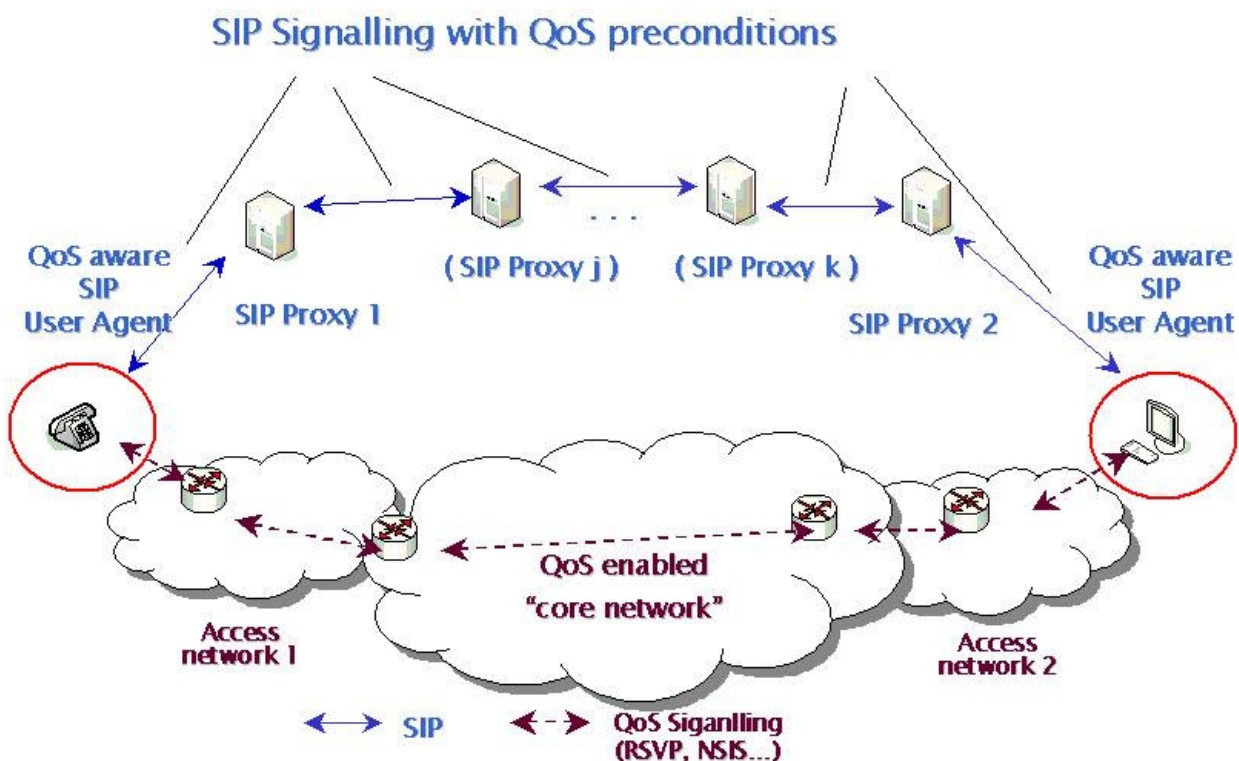 SIP Signalling with QoS preconditions
QoS aware
SIP
User Agent
SIP Proxy 1
( SIP Proxy j )
. . .
( SIP Proxy k )
SIP Proxy 2
QoS aware
SIP
User Agent
QoS enabled
“core network”
Access
network 1
Access
network 2
SIP
QoS Siganlling
(RSVP, NSIS...)